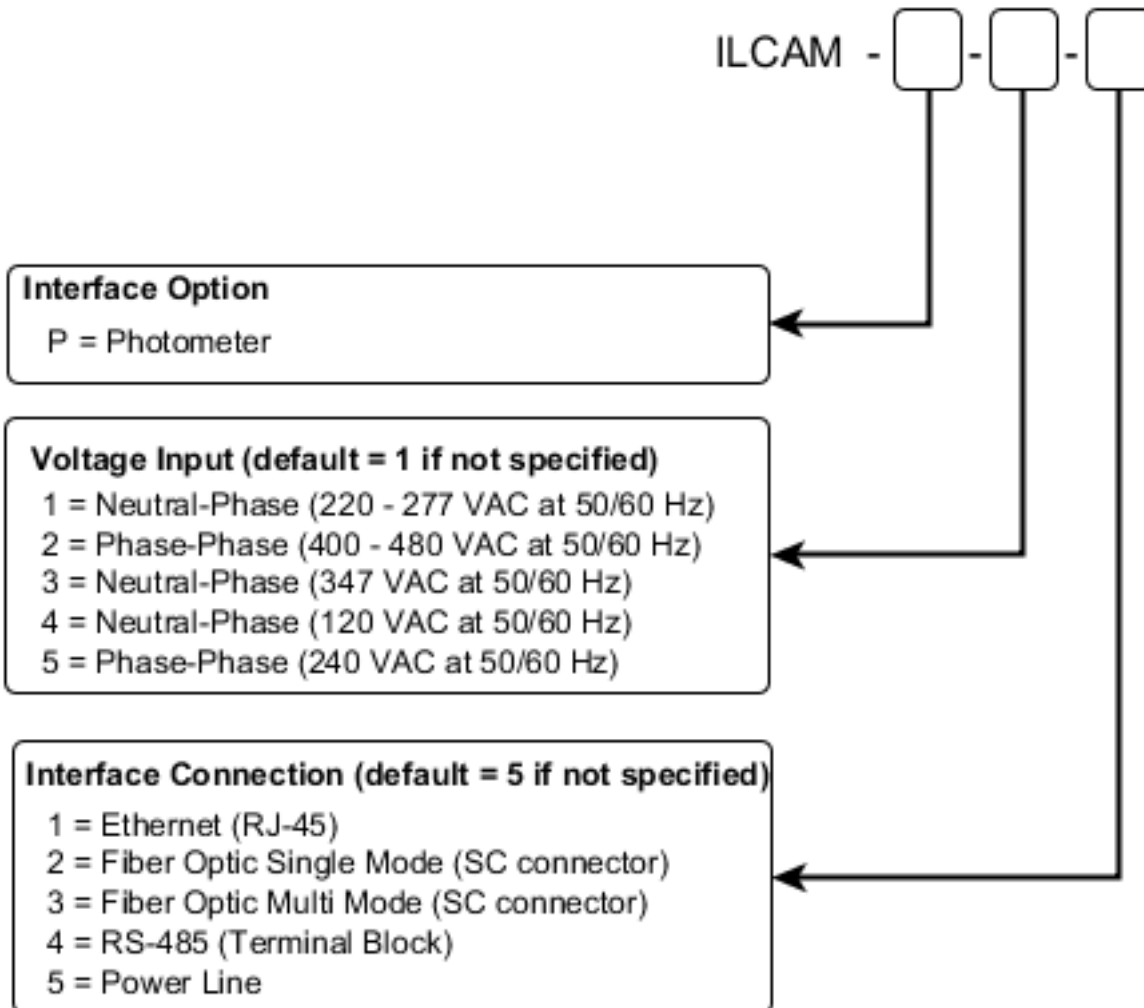 ILCAM - - -
Interface Option
P = Photometer
Voltage Input (default = 1 if not specified)
1 = Neutral-Phase (220 - 277 VAC at 50/60 Hz)
2 = Phase-Phase (400 - 480 VAC at 50/60 Hz)
3 = Neutral-Phase (347 VAC at 50/60 Hz)
4 = Neutral-Phase (120 VAC at 50/60 Hz)
5 = Phase-Phase (240 VAC at 50/60 Hz)
Interface Connection (default = 5 if not specified)
1 = Ethernet (RJ-45)
2 = Fiber Optic Single Mode (SC connector)
3 = Fiber Optic Multi Mode (SC connector)
4 = RS-485 (Terminal Block)
5 = Power Line